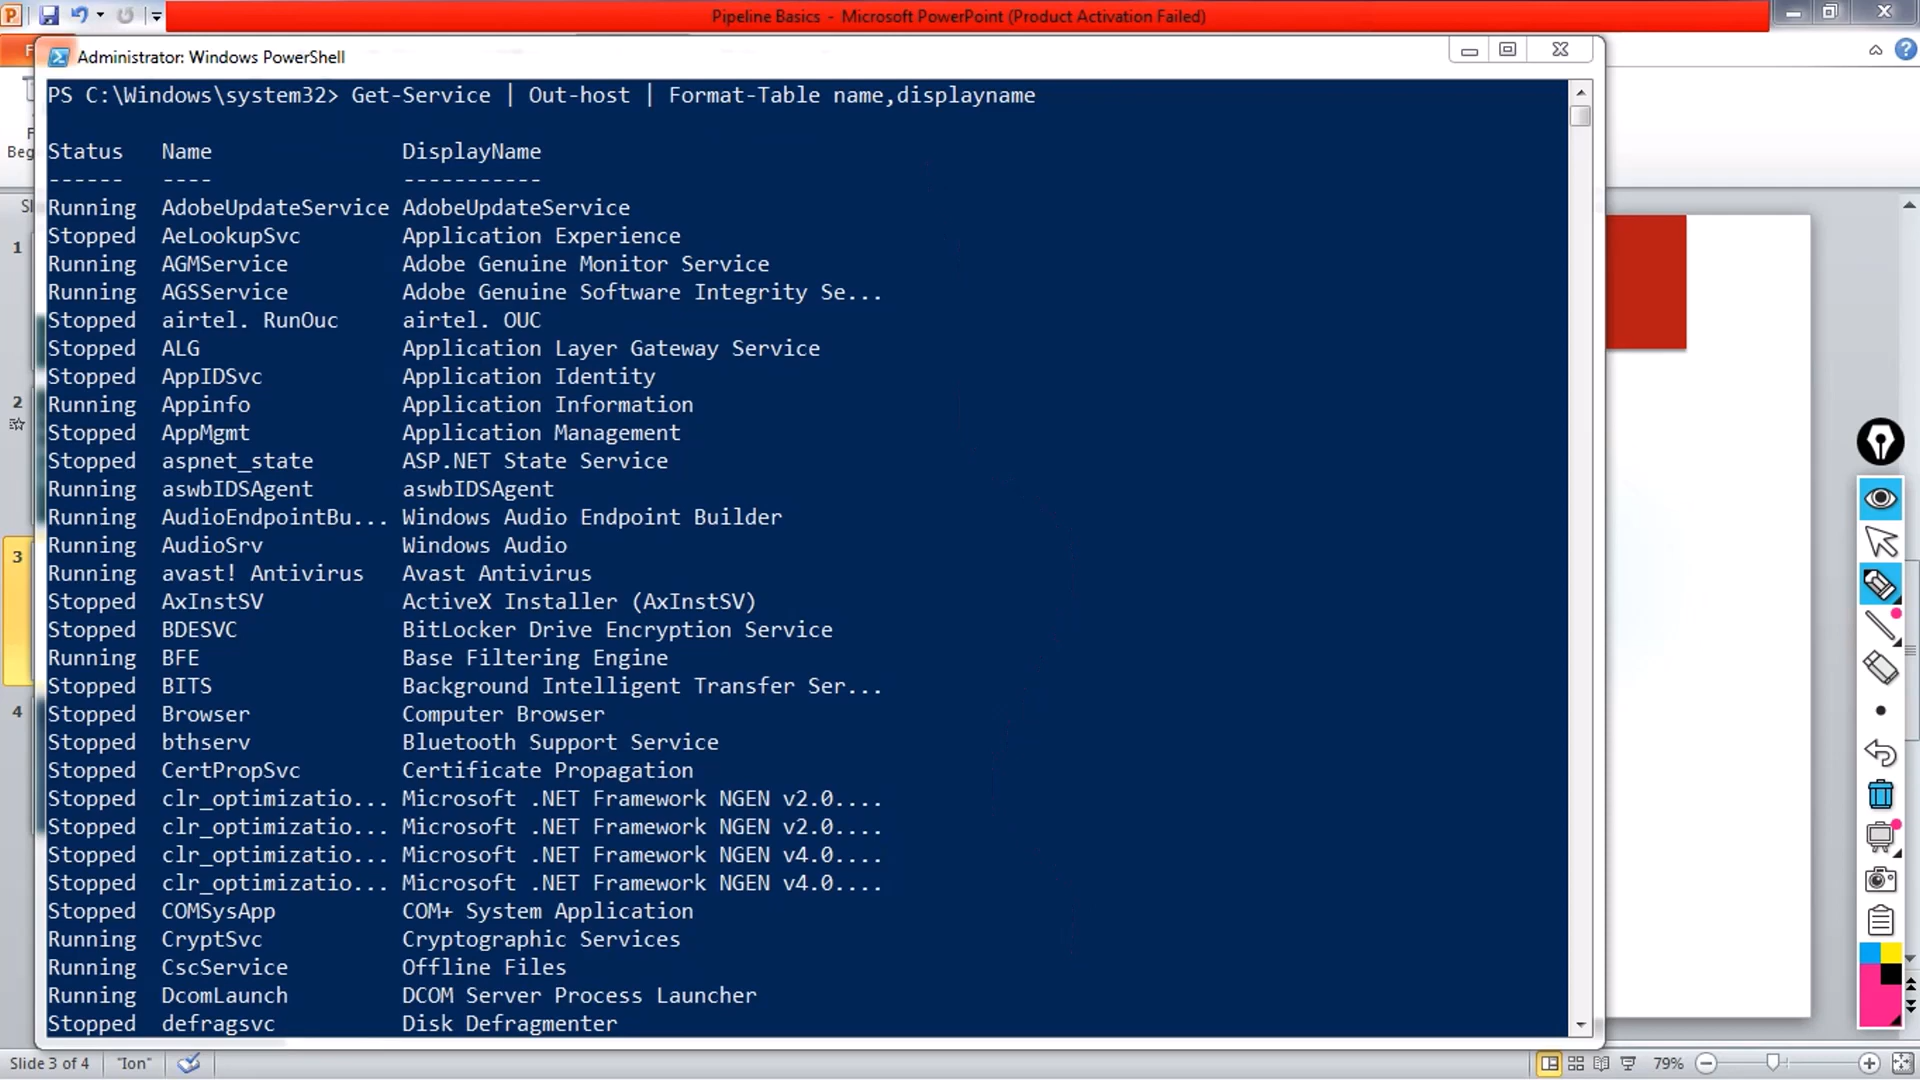 Pipeline Basics - Microsoft PowerPoint (Product Activation Failed)
Administrator: Windows PowerShell
PS C:\Windows\system32> Get-Service | Out-host | Format-Table name,displayname
Status Name DisplayName
------ ---- -----------
Running AdobeUpdateService AdobeUpdateService
Stopped AeLookupSvc Application Experience
Running AGMService Adobe Genuine Monitor Service
Running AGSService Adobe Genuine Software Integrity Se...
Stopped airtel. RunOuc airtel. OUC
Stopped ALG Application Layer Gateway Service
Stopped AppIDSvc Application Identity
Running Appinfo Application Information
Stopped AppMgmt Application Management
Stopped aspnet_state ASP.NET State Service
Running aswbIDSAgent aswbIDSAgent
Running AudioEndpointBu... Windows Audio Endpoint Builder
Running AudioSrv Windows Audio
Running avast! Antivirus Avast Antivirus
Stopped AxInstSV ActiveX Installer (AxInstSV)
Stopped BDESVC BitLocker Drive Encryption Service
Running BFE Base Filtering Engine
Stopped BITS Background Intelligent Transfer Ser...
Stopped Browser Computer Browser
Stopped bthserv Bluetooth Support Service
Stopped CertPropSvc Certificate Propagation
Stopped clr_optimizatio... Microsoft .NET Framework NGEN v2.0....
Stopped clr_optimizatio... Microsoft .NET Framework NGEN v2.0....
Stopped clr_optimizatio... Microsoft .NET Framework NGEN v4.0....
Stopped clr_optimizatio... Microsoft .NET Framework NGEN v4.0....
Stopped COMSysApp COM+ System Application
Running CryptSvc Cryptographic Services
Running CscService Offline Files
Running DcomLaunch DCOM Server Process Launcher
Stopped defragsvc Disk Defragmenter
Beg
1
2
3
4
Slide 3 of 4 "Ion" 79%